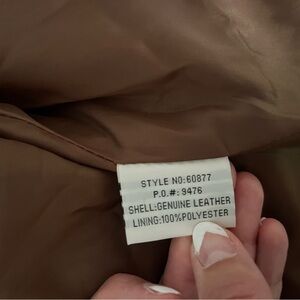 STYLE NO:60877
P.O.#: 9476
SHELL:GENUINE LEATHER
LINING:100%POLYESTER